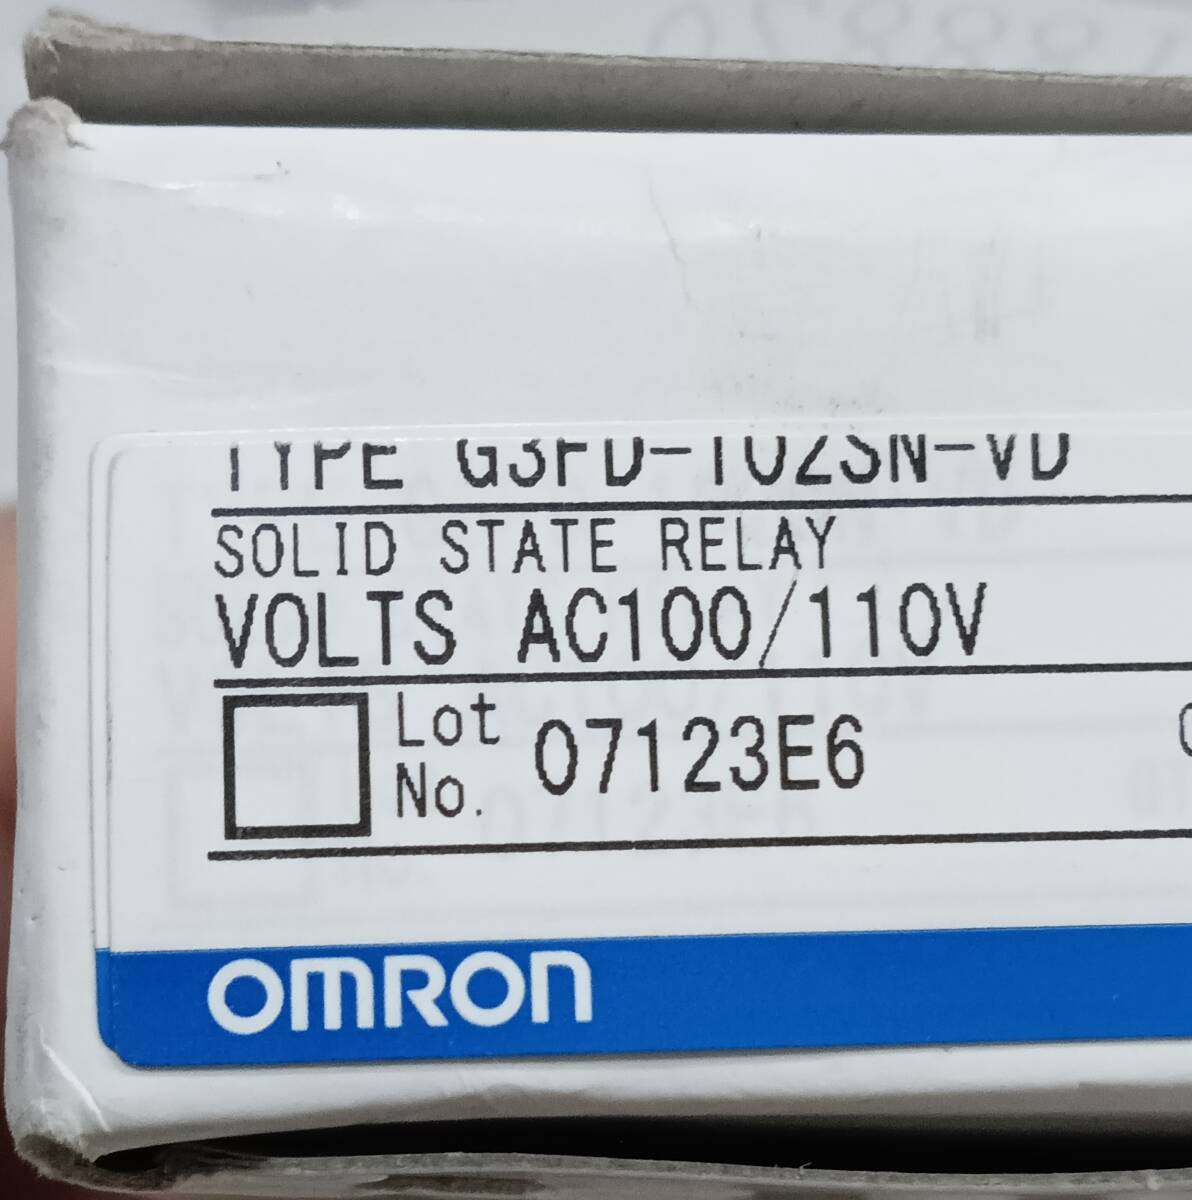 TYPE G3FD-102SN-VD
SOLID STATE RELAY
VOLTS AC100/110V
Lot No. 07123E6
OMRON